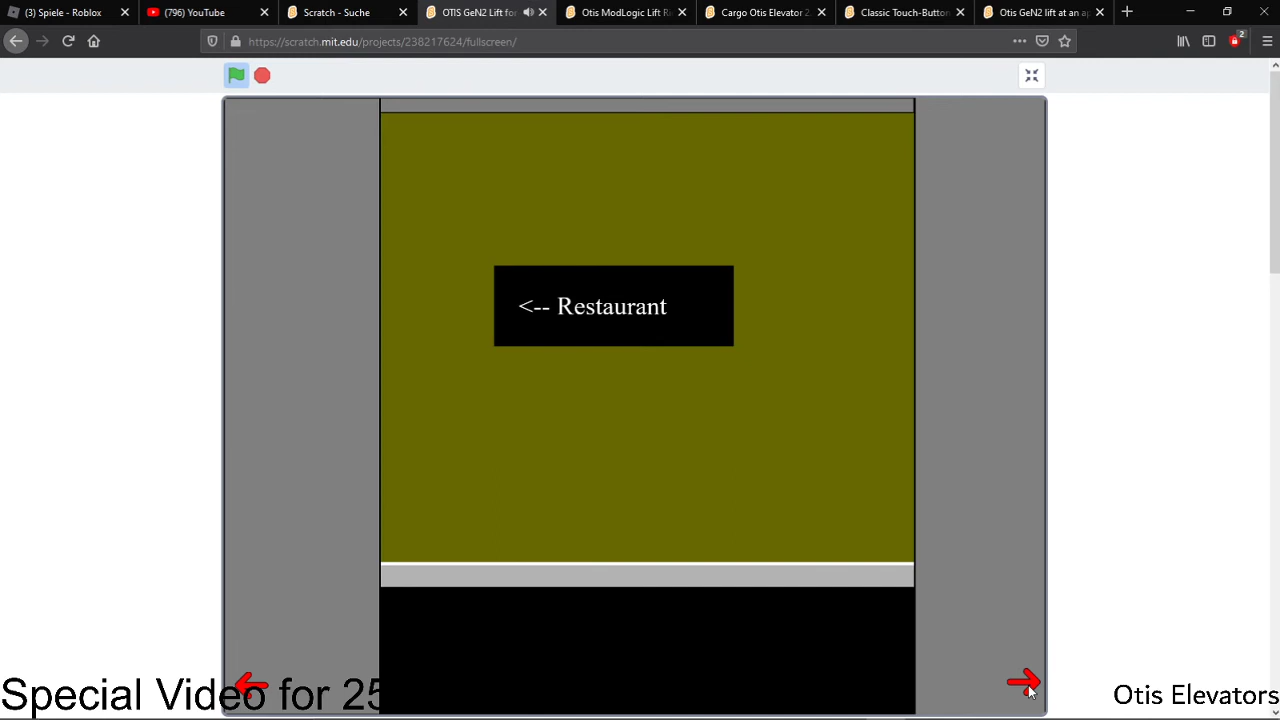 (3) Spiele - Roblox
(796) YouTube
Scratch - Suche
OTIS GeN2 Lift for
Otis ModLogic Lift R
Cargo Otis Elevator 2
Classic Touch-Button
Otis GeN2 lift at an a
https://scratch.mit.edu/projects/238217624/fullscreen/
2
<-- Restaurant
Special Video for 25
Otis Elevators